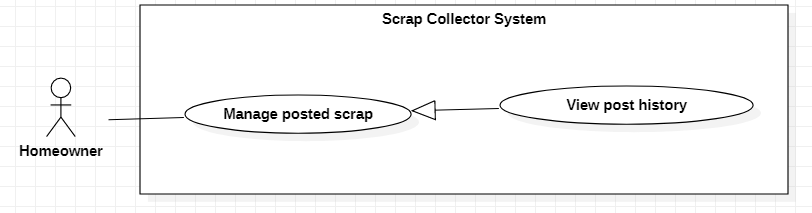 Scrap Collector System
Manage posted scrap
View post history
Homeowner